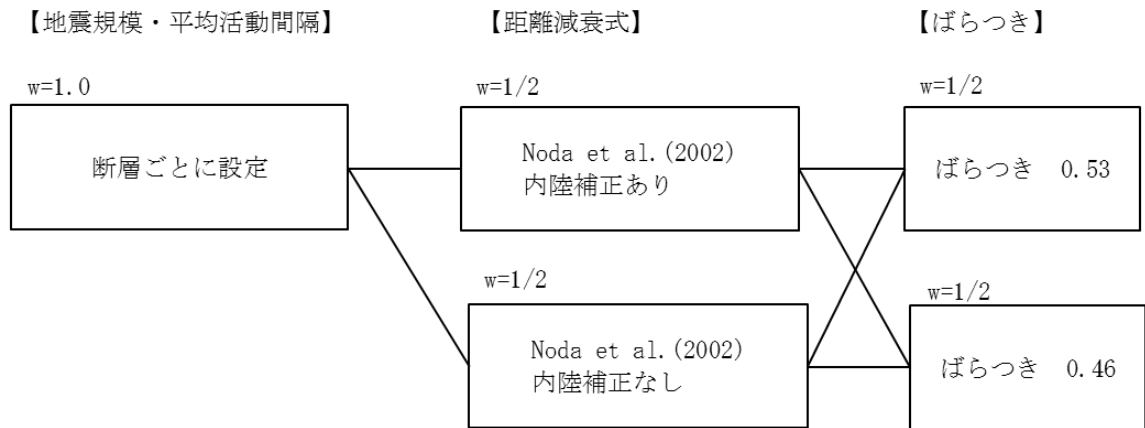 【地震規模・平均活動間隔】
【距離減衰式】
【ばらつき】
w=1.0
断層ごとに設定
w=1/2
Noda et al.(2002)
内陸補正あり
w=1/2
ばらつき 0.53
w=1/2
Noda et al.(2002)
内陸補正なし
w=1/2
ばらつき 0.46